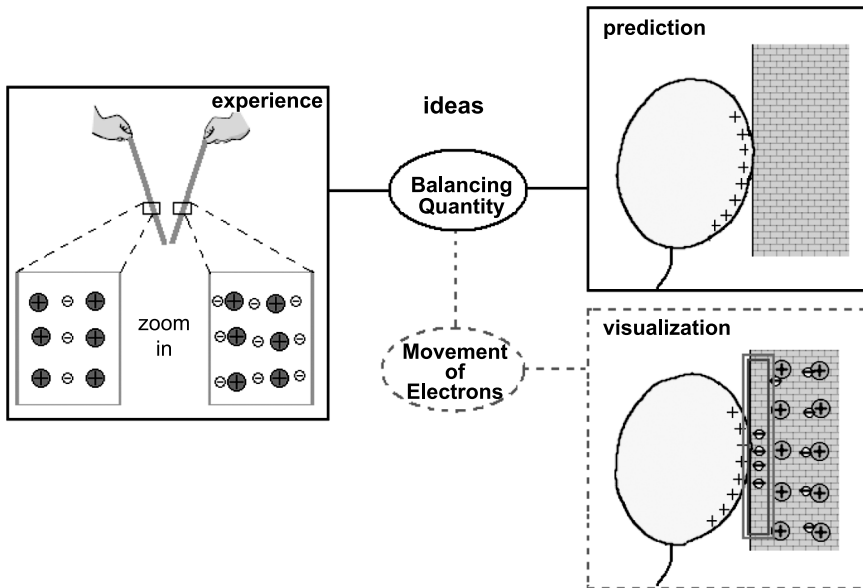 experience
zoom
in
ideas
Balancing
Quantity
Movement
of
Electrons
prediction
visualization